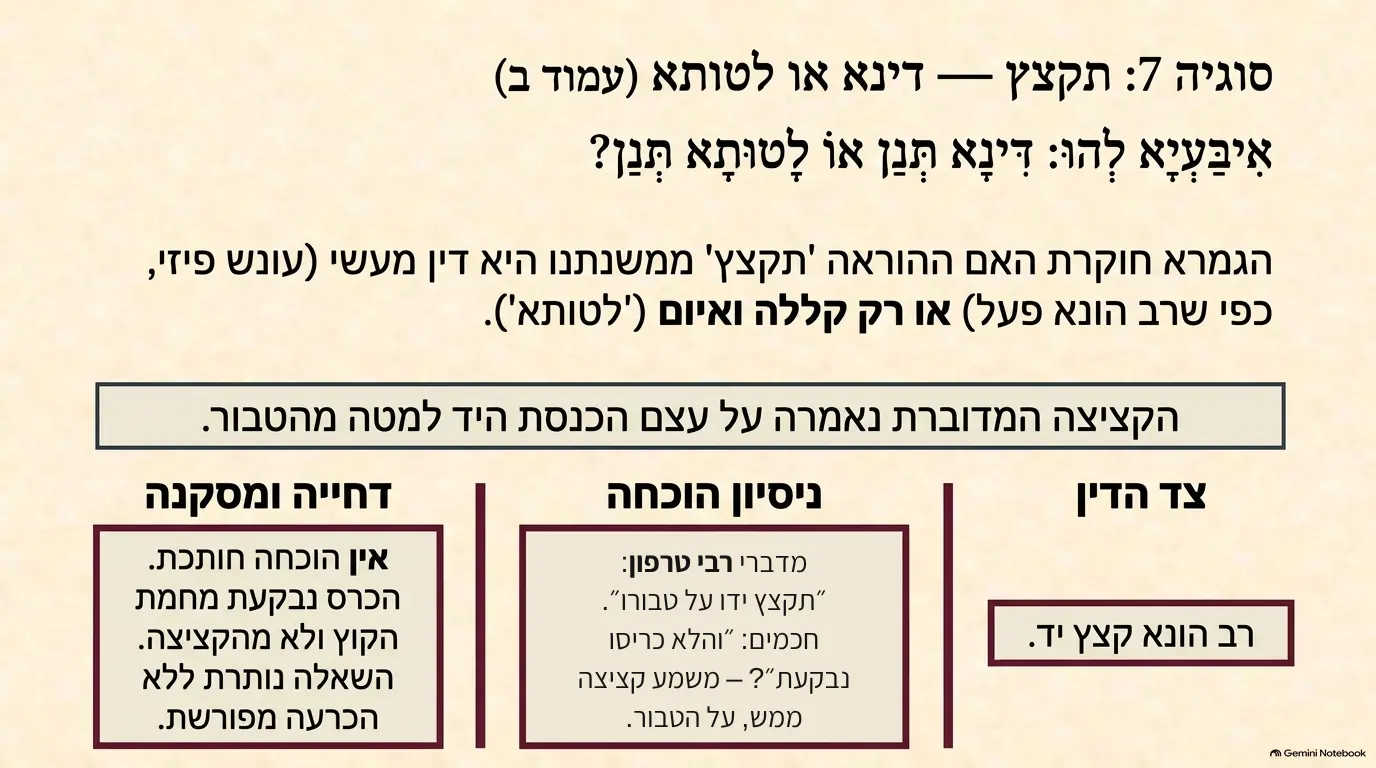 סוגיה 7: תקצץ — דינא או לטותא (עמוד ב)
אִיבַּעְיָא לְהוּ: דִּינָא תְּנַן אוֹ לָטוּתָא תְּנַן?
הגמרא חוקרת האם ההוראה 'תקצץ' ממשנתנו היא דין מעשי (עונש פיזי,
כפי שרב הונא פעל) או רק קללה ואיום ('לטותא').
הקציצה המדוברת נאמרה על עצם הכנסת היד למטה מהטבור.
צד הדין
רב הונא קצץ יד.
ניסיון הוכחה
מדברי רבי טרפון:
״תקצץ ידו על טבורו״.
חכמים: ״והלא כריסו
נבקעת״? – משמע קציצה
ממש, על הטבור.
דחייה ומסקנה
אין הוכחה חותכת.
הכרס נבקעת מחמת
הקוץ ולא מהקציצה.
השאלה נותרת ללא
הכרעה מפורשת.
Gemini Notebook